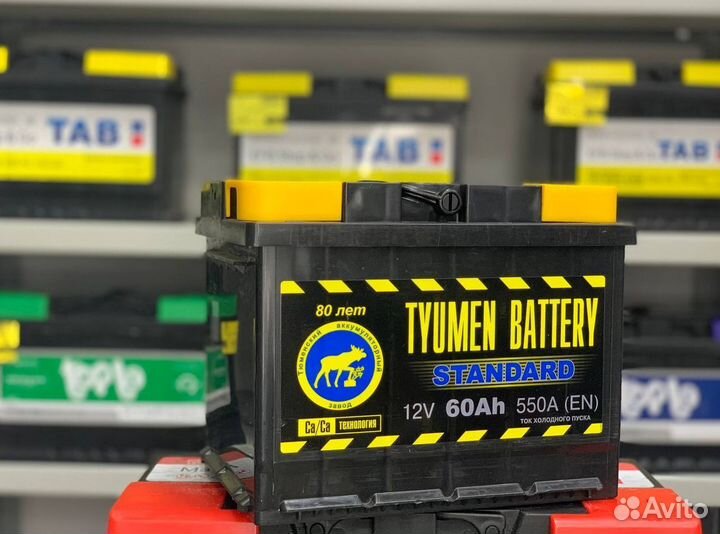 TAB
TAB
TAB
80 лет
TYUMEN BATTERY
STANDARD
12V 60Ah 550A (EN)
ТОК ХОЛОДНОГО ПУСКА
Тюменский аккумуляторный
завод
Ca/Ca ТЕХНОЛОГИЯ
Avito